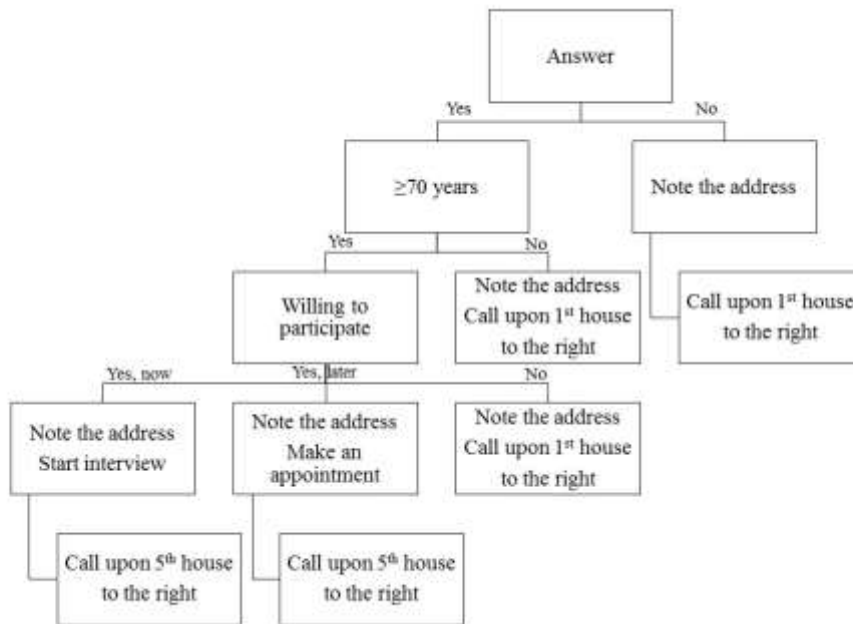 Answer
Yes
No
≥70 years
Note the address
Yes
No
Willing to
participate
Note the address
Call upon 1st house
to the right
Call upon 1st house
to the right
Yes, now
Yes, later
No
Note the address
Start interview
Note the address
Make an
appointment
Note the address
Call upon 1st house
to the right
Call upon 5th house
to the right
Call upon 5th house
to the right